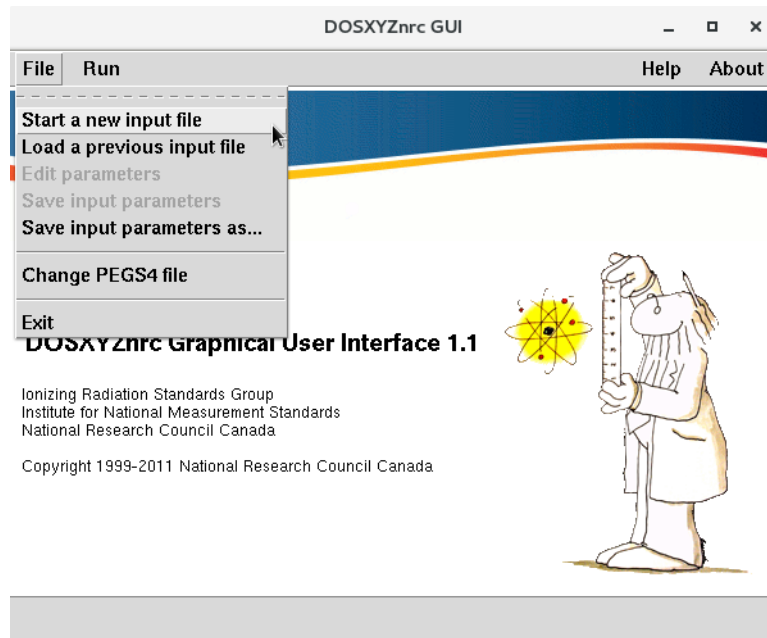 DOSXYZnrc GUI
File Run Help About
Start a new input file
Load a previous input file
Edit parameters
Save input parameters
Save input parameters as...
Change PEGS4 file
Exit
DOSXYZnrc Graphical User Interface 1.1
Ionizing Radiation Standards Group
Institute for National Measurement Standards
National Research Council Canada
Copyright 1999-2011 National Research Council Canada